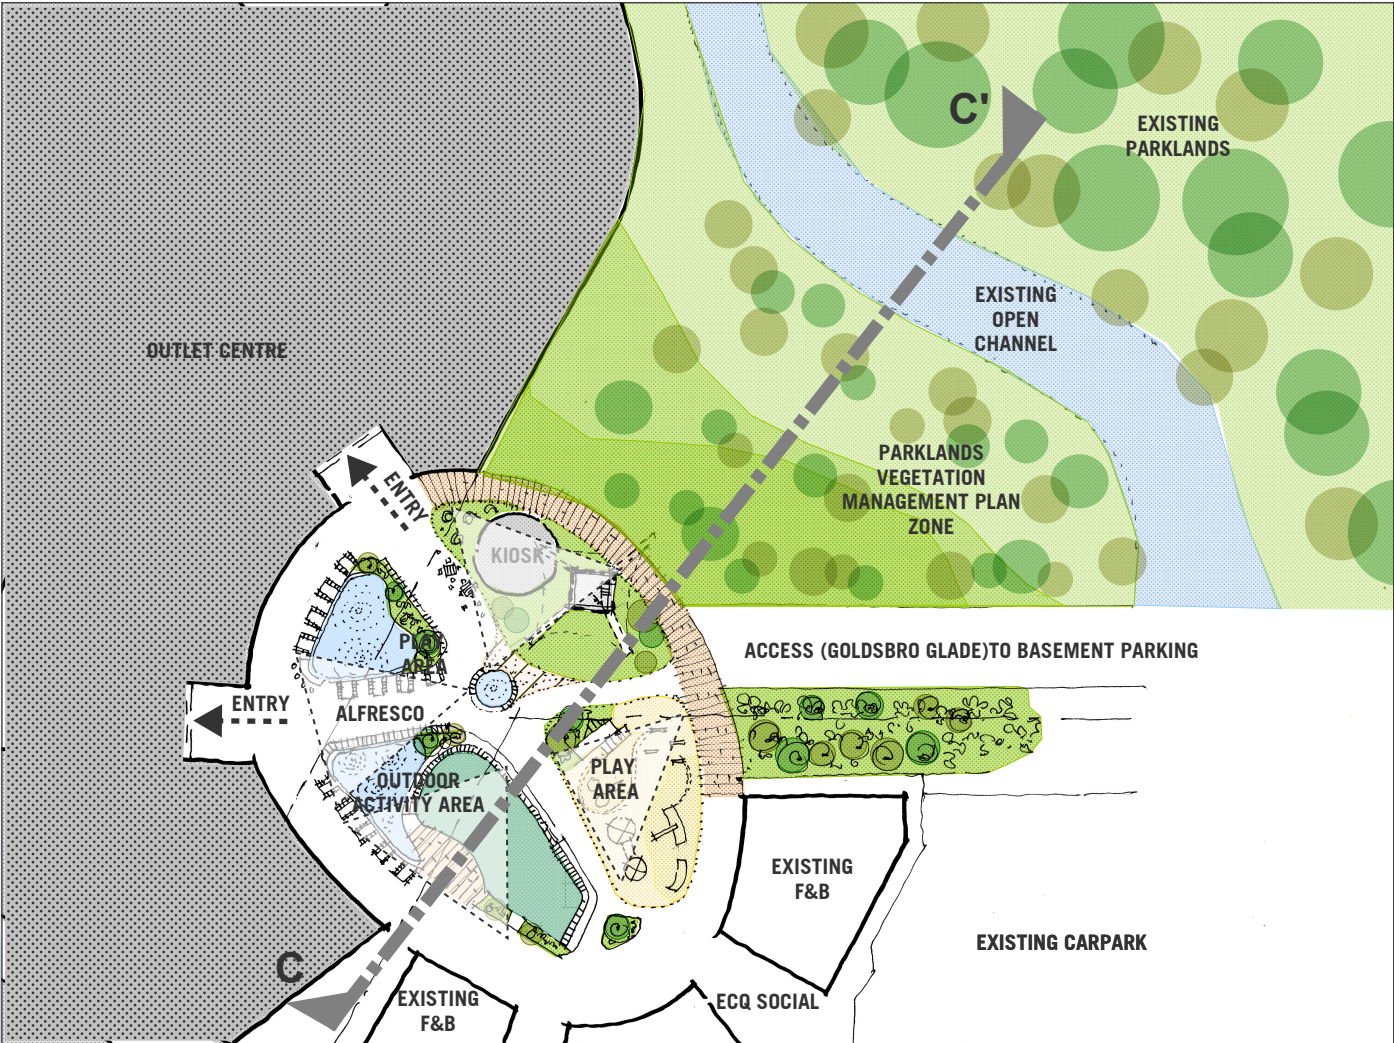 C'
EXISTING
PARKLANDS
EXISTING
OPEN
CHANNEL
OUTLET CENTRE
PARKLANDS
VEGETATION
MANAGEMENT PLAN
ZONE
ENTRY
KIOSK
PLAY
AREA
ACCESS (GOLDSBRO GLADE)TO BASEMENT PARKING
ENTRY
ALFRESCO
OUTDOOR
ACTIVITY AREA
PLAY
AREA
EXISTING
F&B
EXISTING CARPARK
C
EXISTING
F&B
ECQ SOCIAL